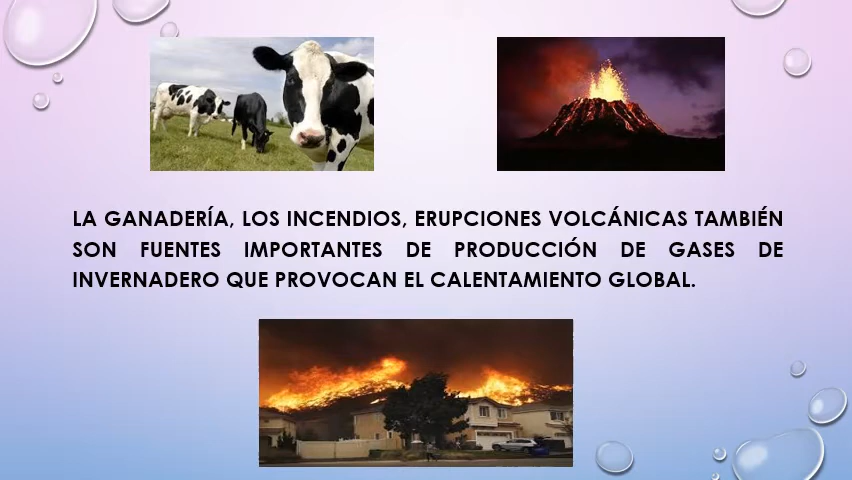 LA GANADERÍA, LOS INCENDIOS, ERUPCIONES VOLCÁNICAS TAMBIÉN
SON FUENTES IMPORTANTES DE PRODUCCIÓN DE GASES DE
INVERNADERO QUE PROVOCAN EL CALENTAMIENTO GLOBAL.